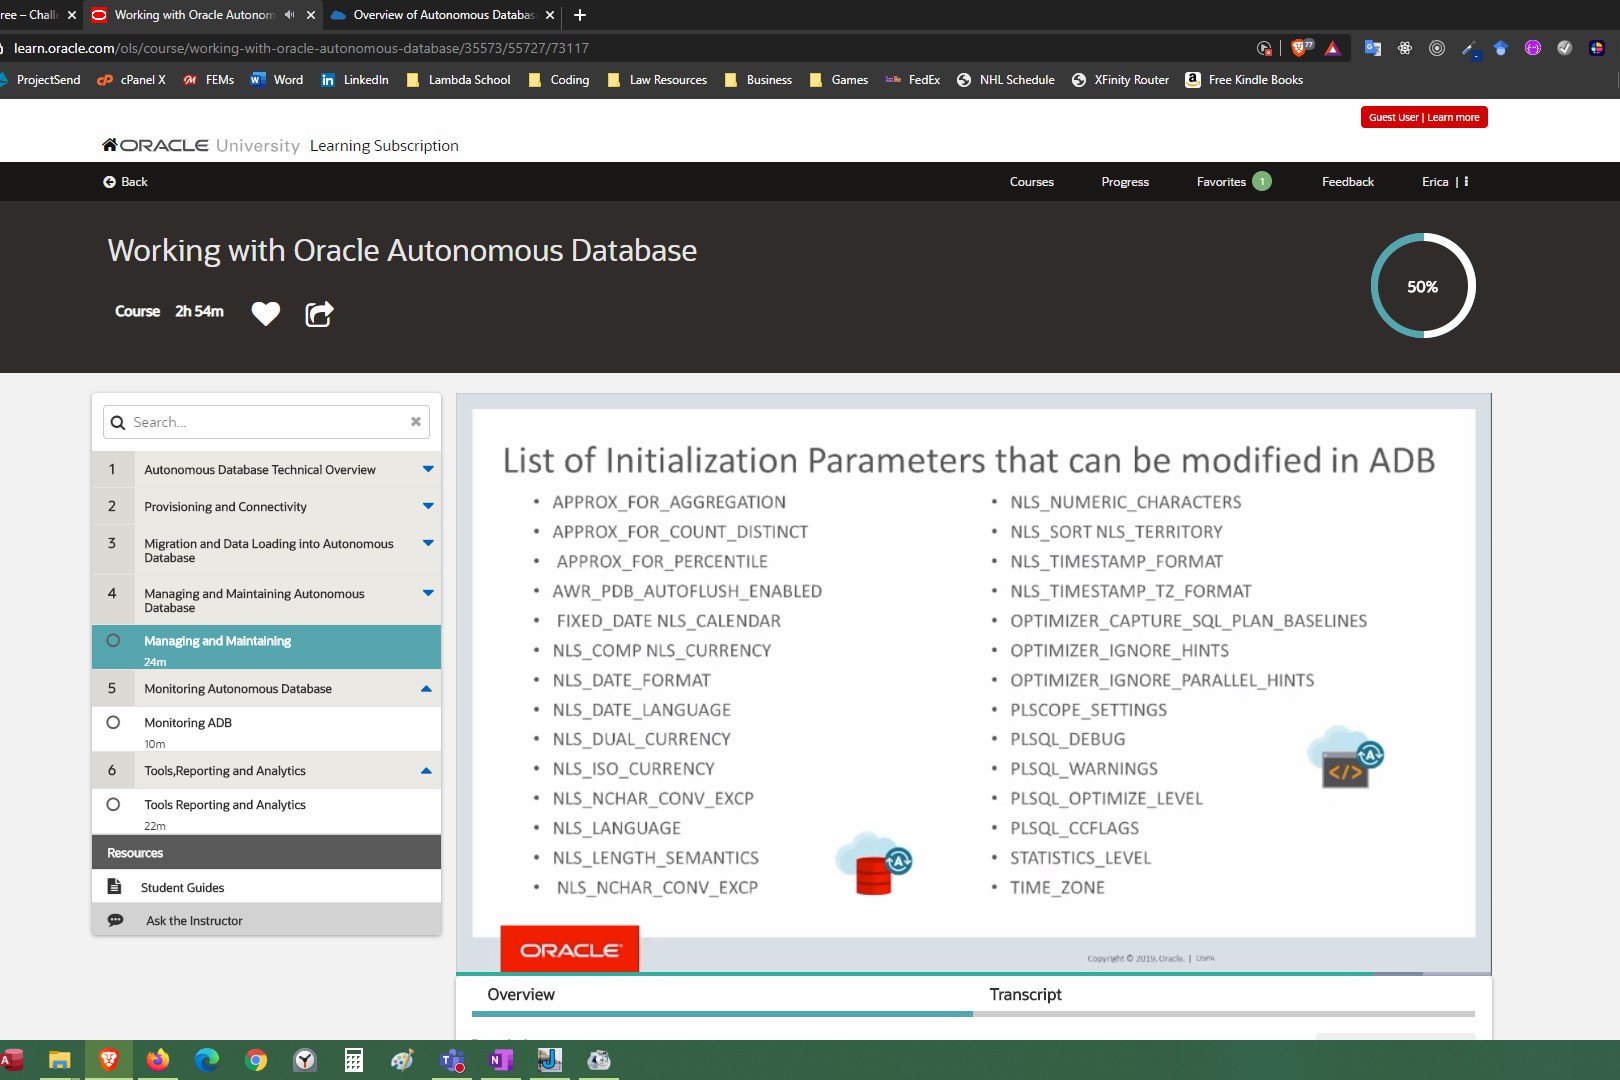 ree – Chall
Working with Oracle Autonom
Overview of Autonomous Databas
learn.oracle.com/ols/course/working-with-oracle-autonomous-database/35573/55727/73117
77
ProjectSend
cPanel X
FEMs
Word
LinkedIn
Lambda School
Coding
Law Resources
Business
Games
FedEx
NHL Schedule
XFinity Router
Free Kindle Books
Guest User | Learn more
ORACLE University Learning Subscription
Back
Courses
Progress
Favorites 1
Feedback
Erica |
Working with Oracle Autonomous Database
Course 2h 54m
50%
Search...
1 Autonomous Database Technical Overview
2 Provisioning and Connectivity
3 Migration and Data Loading into Autonomous
Database
4 Managing and Maintaining Autonomous
Database
Managing and Maintaining
24m
5 Monitoring Autonomous Database
Monitoring ADB
10m
6 Tools,Reporting and Analytics
Tools Reporting and Analytics
22m
Resources
Student Guides
Ask the Instructor
List of Initialization Parameters that can be modified in ADB
• APPROX_FOR_AGGREGATION
• APPROX_FOR_COUNT_DISTINCT
• APPROX_FOR_PERCENTILE
• AWR_PDB_AUTOFLUSH_ENABLED
• FIXED_DATE NLS_CALENDAR
• NLS_COMP NLS_CURRENCY
• NLS_DATE_FORMAT
• NLS_DATE_LANGUAGE
• NLS_DUAL_CURRENCY
• NLS_ISO_CURRENCY
• NLS_NCHAR_CONV_EXCP
• NLS_LANGUAGE
• NLS_LENGTH_SEMANTICS
• NLS_NCHAR_CONV_EXCP
• NLS_NUMERIC_CHARACTERS
• NLS_SORT NLS_TERRITORY
• NLS_TIMESTAMP_FORMAT
• NLS_TIMESTAMP_TZ_FORMAT
• OPTIMIZER_CAPTURE_SQL_PLAN_BASELINES
• OPTIMIZER_IGNORE_HINTS
• OPTIMIZER_IGNORE_PARALLEL_HINTS
• PLSCOPE_SETTINGS
• PLSQL_DEBUG
• PLSQL_WARNINGS
• PLSQL_OPTIMIZE_LEVEL
• PLSQL_CCFLAGS
• STATISTICS_LEVEL
• TIME_ZONE
A
</>
A
ORACLE
Copyright © 2019, Oracle. |
Overview
Transcript